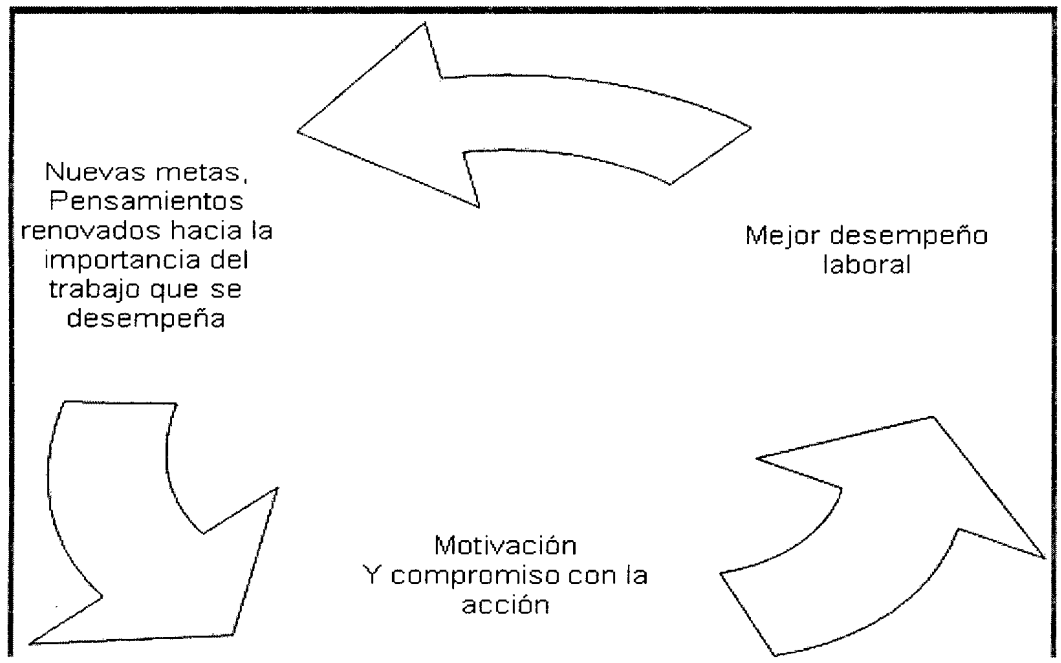 Nuevas metas,
Pensamientos
renovados hacia la
importancia del
trabajo que se
desempeña
Mejor desempeño
laboral
Motivación
Y compromiso con la
acción